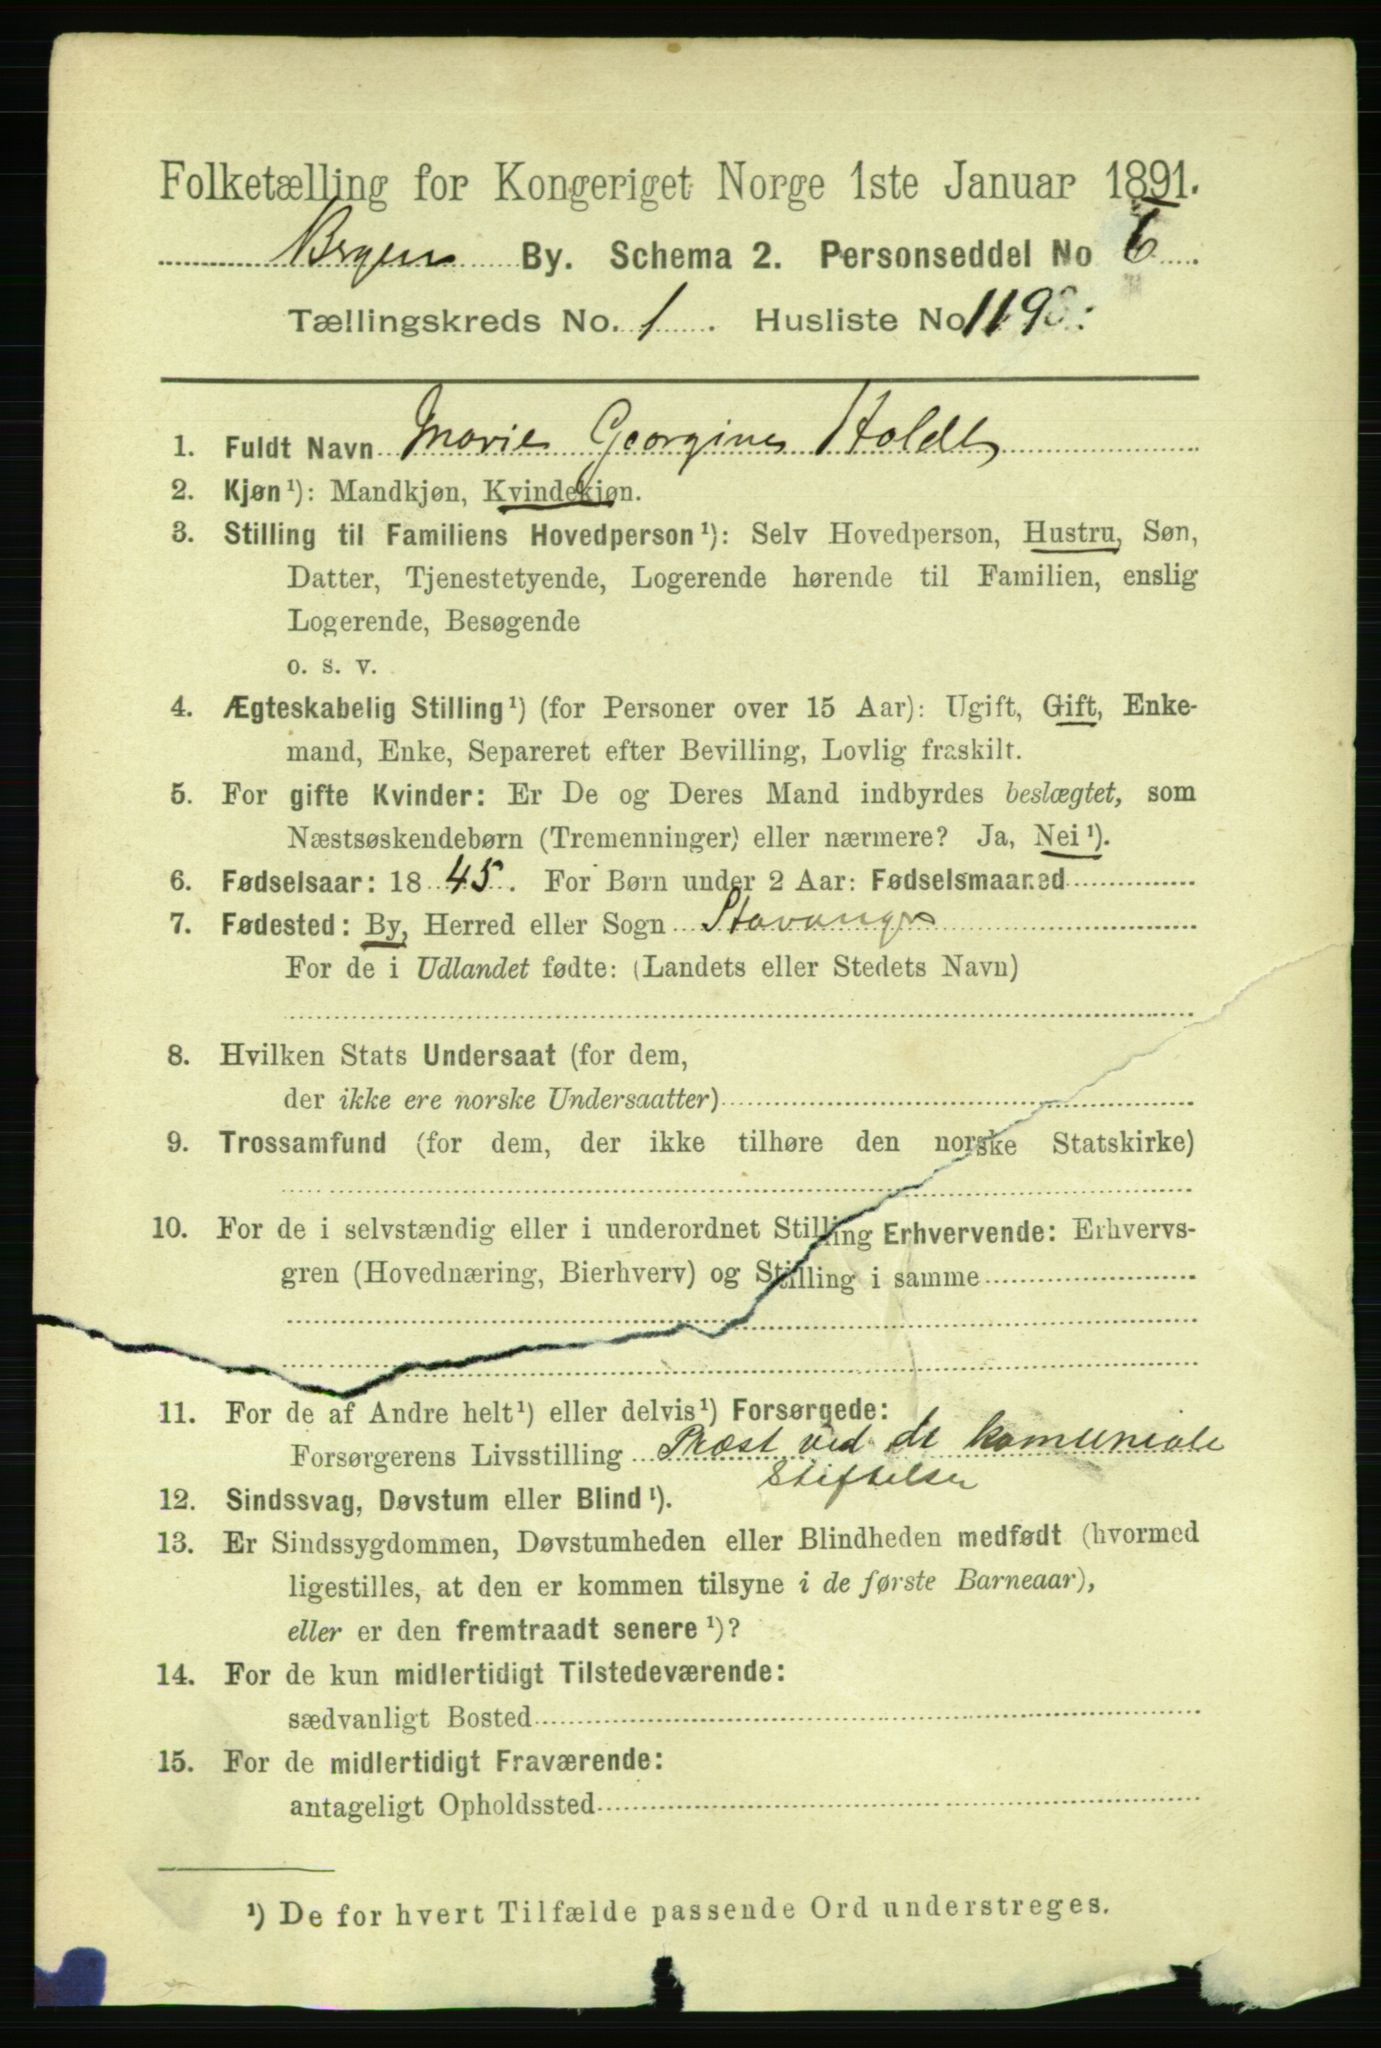 Folketælling for Kongeriget Norge 1ste Januar 1891.
Bergen By. Schema 2. Personseddel No 6
Tællingskreds No. 1. Husliste No 119
1. Fuldt Navn Marie Georgine Holdt
2. Kjøn¹): Mandkjøn, Kvindekjøn.
3. Stilling til Familiens Hovedperson¹): Selv Hovedperson, Hustru, Søn,
Datter, Tjenestetyende, Logerende hørende til Familien, enslig
Logerende, Besøgende
o. s. v.
4. Ægteskabelig Stilling¹) (for Personer over 15 Aar): Ugift, Gift, Enke-
mand, Enke, Separeret efter Bevilling, Lovlig fraskilt.
5. For gifte Kvinder: Er De og Deres Mand indbyrdes beslægtet, som
Næstsøskendebørn (Tremenninger) eller nærmere? Ja, Nei¹).
6. Fødselsaar: 1845. For Børn under 2 Aar: Fødselsmaaned
7. Fødested: By, Herred eller Sogn Stavanger
For de i Udlandet fødte: (Landets eller Stedets Navn)
8. Hvilken Stats Undersaat (for dem,
der ikke ere norske Undersaatter)
9. Trossamfund (for dem, der ikke tilhøre den norske Statskirke)
10. For de i selvstændig eller i underordnet Stilling Erhvervende: Erhvervs-
gren (Hovednæring, Bierhverv) og Stilling i samme
11. For de af Andre helt¹) eller delvis¹) Forsørgede:
Forsørgerens Livsstilling Præst ved de komuniale
Stiftelser
12. Sindssvag, Døvstum eller Blind¹).
13. Er Sindssygdommen, Døvstumheden eller Blindheden medfødt (hvormed
ligestilles, at den er kommen tilsyne i de første Barneaar),
eller er den fremtraadt senere¹)?
14. For de kun midlertidigt Tilstedeværende:
sædvanligt Bosted
15. For de midlertidigt Fraværende:
antageligt Opholdssted
¹) De for hvert Tilfælde passende Ord understreges.